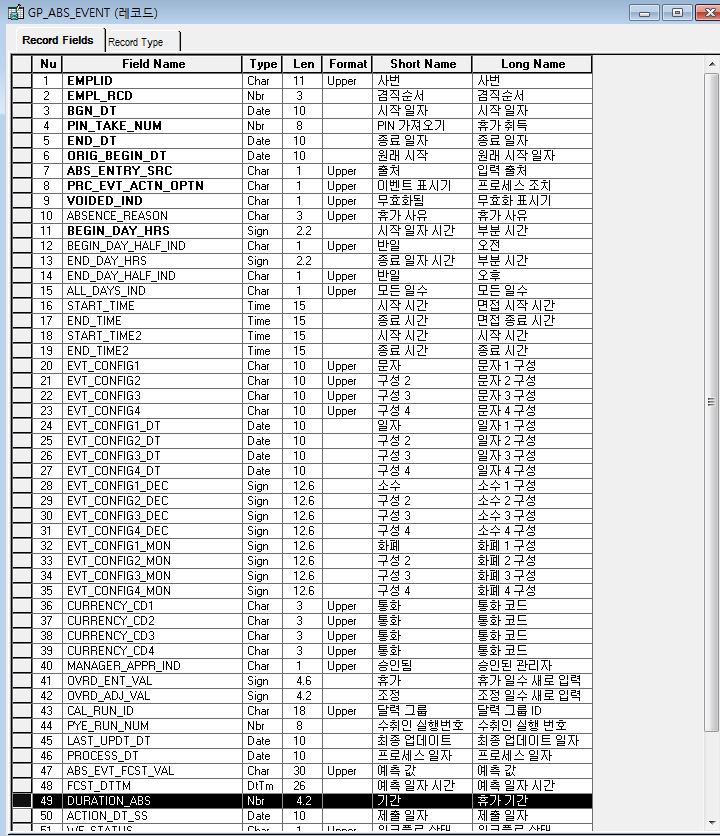 GP_ABS_EVENT (레코드)
Record Fields Record Type
Nu Field Name Type Len Format Short Name Long Name
1 EMPLID Char 11 Upper 사번 사번
2 EMPL_RCD Nbr 3 겸직순서 겸직순서
3 BGN_DT Date 10 시작 일자 시작 일자
4 PIN_TAKE_NUM Nbr 8 PIN 가져오기 휴가 취득
5 END_DT Date 10 종료 일자 종료 일자
6 ORIG_BEGIN_DT Date 10 원래 시작 원래 시작 일자
7 ABS_ENTRY_SRC Char 1 Upper 출처 입력 출처
8 PRC_EVT_ACTN_OPTN Char 1 Upper 이벤트 표시기 프로세스 조치
9 VOIDED_IND Char 1 Upper 무효화됨 무효화 표시기
10 ABSENCE_REASON Char 3 Upper 휴가 사유 휴가 사유
11 BEGIN_DAY_HRS Sign 2.2 시작 일자 시간 부분 시간
12 BEGIN_DAY_HALF_IND Char 1 Upper 반일 오전
13 END_DAY_HRS Sign 2.2 종료 일자 시간 부분 시간
14 END_DAY_HALF_IND Char 1 Upper 반일 오후
15 ALL_DAYS_IND Char 1 Upper 모든 일수 모든 일수
16 START_TIME Time 15 시작 시간 면접 시작 시간
17 END_TIME Time 15 종료 시간 면접 종료 시간
18 START_TIME2 Time 15 시작 시간 시작 시간
19 END_TIME2 Time 15 종료 시간 종료 시간
20 EVT_CONFIG1 Char 10 Upper 문자 문자 1 구성
21 EVT_CONFIG2 Char 10 Upper 구성 2 문자 2 구성
22 EVT_CONFIG3 Char 10 Upper 구성 3 문자 3 구성
23 EVT_CONFIG4 Char 10 Upper 구성 4 문자 4 구성
24 EVT_CONFIG1_DT Date 10 일자 일자 1 구성
25 EVT_CONFIG2_DT Date 10 구성 2 일자 2 구성
26 EVT_CONFIG3_DT Date 10 구성 3 일자 3 구성
27 EVT_CONFIG4_DT Date 10 구성 4 일자 4 구성
28 EVT_CONFIG1_DEC Sign 12.6 소수 소수 1 구성
29 EVT_CONFIG2_DEC Sign 12.6 구성 2 소수 2 구성
30 EVT_CONFIG3_DEC Sign 12.6 구성 3 소수 3 구성
31 EVT_CONFIG4_DEC Sign 12.6 구성 4 소수 4 구성
32 EVT_CONFIG1_MON Sign 12.6 화폐 화폐 1 구성
33 EVT_CONFIG2_MON Sign 12.6 구성 2 화폐 2 구성
34 EVT_CONFIG3_MON Sign 12.6 구성 3 화폐 3 구성
35 EVT_CONFIG4_MON Sign 12.6 구성 4 화폐 4 구성
36 CURRENCY_CD1 Char 3 Upper 통화 통화 코드
37 CURRENCY_CD2 Char 3 Upper 통화 통화 코드
38 CURRENCY_CD3 Char 3 Upper 통화 통화 코드
39 CURRENCY_CD4 Char 3 Upper 통화 통화 코드
40 MANAGER_APPR_IND Char 1 Upper 승인됨 승인된 관리자
41 OVRD_ENT_VAL Sign 4.6 휴가 휴가 일수 새로 입력
42 OVRD_ADJ_VAL Sign 4.2 조정 조정 일수 새로 입력
43 CAL_RUN_ID Char 18 Upper 달력 그룹 달력 그룹 ID
44 PYE_RUN_NUM Nbr 8 수취인 실행번호 수취인 실행 번호
45 LAST_UPDT_DT Date 10 최종 업데이트 최종 업데이트 일자
46 PROCESS_DT Date 10 프로세스 일자 프로세스 일자
47 ABS_EVT_FCST_VAL Char 30 Upper 예측 값 예측 값
48 FCST_DTTM DtTm 26 예측 일자 시간 예측 일자 시간
49 DURATION_ABS Nbr 4.2 기간 휴가 기간
50 ACTION_DT_SS Date 10 제출 일자 제출 일자
51 WF_STATUS Char 1 Upper 워크플로 상태 워크플로 상태